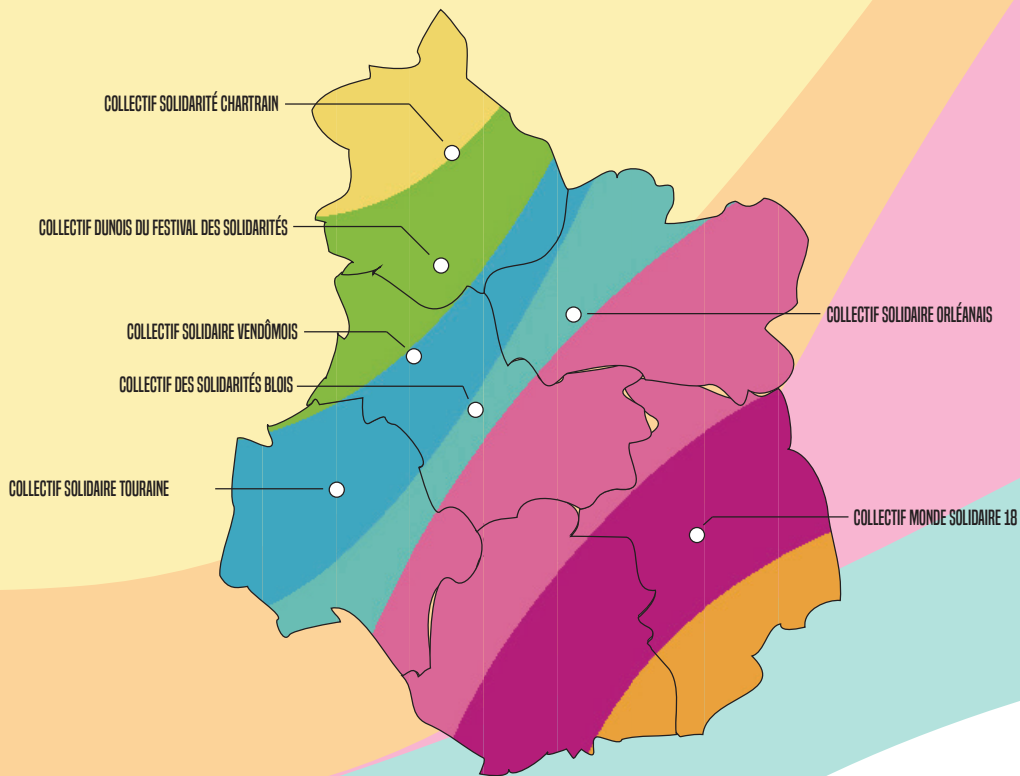 COLLECTIF SOLIDARITÉ CHARTRAIN
COLLECTIF DUNOIS DU FESTIVAL DES SOLIDARITÉS
COLLECTIF SOLIDAIRE ORLÉANAIS
COLLECTIF SOLIDAIRE VENDÔMOIS
COLLECTIF DES SOLIDARITÉS BLOIS
COLLECTIF SOLIDAIRE TOURAINE
COLLECTIF MONDE SOLIDAIRE 18